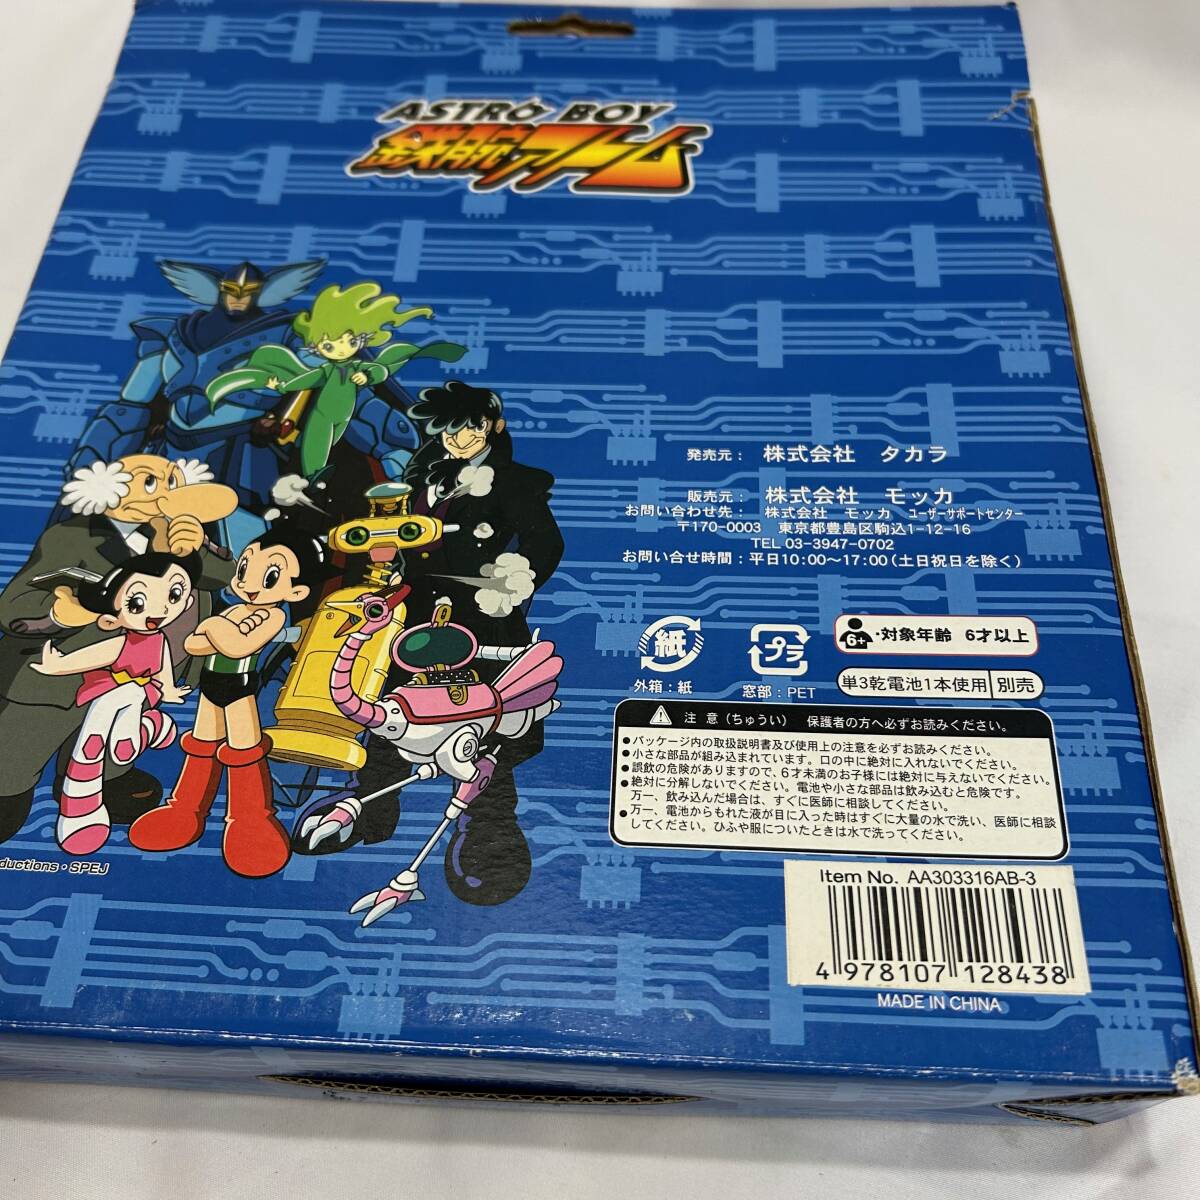 ASTRO BOY
鉄腕アトム
発売元： 株式会社 タカラ
販売元： 株式会社 モッカ
お問い合わせ先： 株式会社 モッカ ユーザーサポートセンター
〒170-0003 東京都豊島区駒込1-12-16
TEL 03-3947-0702
お問い合せ時間：平日10:00〜17:00（土日祝日を除く）
紙
外箱：紙
プラ
窓部：PET
6+ ・対象年齢 6才以上
単3乾電池1本使用 別売
注 意（ちゅうい） 保護者の方へ必ずお読みください。
●パッケージ内の取扱説明書及び使用上の注意を必ずお読みください。
●小さな部品が組み込まれています。口の中に絶対に入れないでください。
●誤飲の危険がありますので、6才未満のお子様には絶対に与えないでください。
●絶対に分解しないでください。電池や小さな部品は飲み込むと危険です。
万一、飲み込んだ場合は、すぐに医師に相談してください。
●万一、電池からもれた液が目に入った時はすぐに大量の水で洗い、医師に相談
してください。ひふや服についたときは水で洗ってください。
ductions・SPEJ
Item No. AA303316AB-3
4 978107 128438
MADE IN CHINA